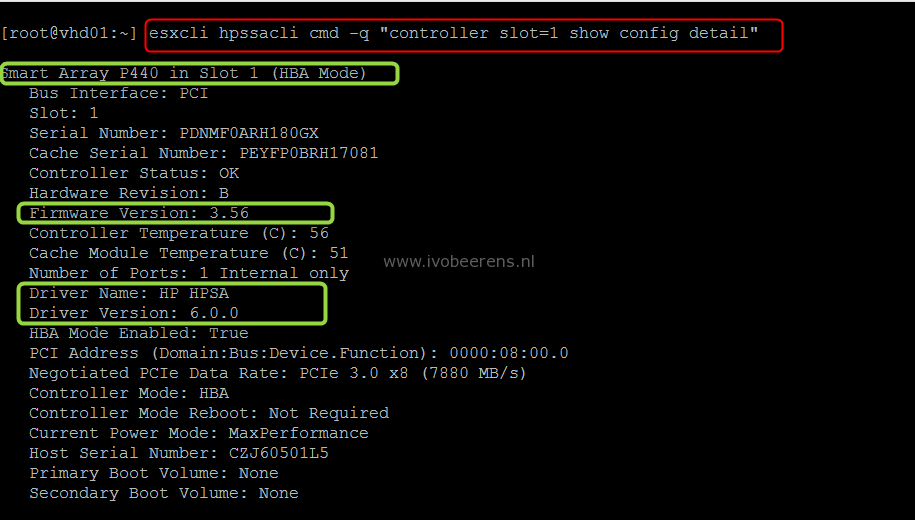 [root@vhd01:~] esxcli hpssacli cmd -q "controller slot=1 show config detail"
Smart Array P440 in Slot 1 (HBA Mode)
Bus Interface: PCI
Slot: 1
Serial Number: PDNMF0ARH180GX
Cache Serial Number: PEYFP0BRH17081
Controller Status: OK
Hardware Revision: B
Firmware Version: 3.56
Controller Temperature (C): 56
Cache Module Temperature (C): 51
www.ivobeerens.nl
Number of Ports: 1 Internal only
Driver Name: HP HPSA
Driver Version: 6.0.0
HBA Mode Enabled: True
PCI Address (Domain:Bus:Device.Function): 0000:08:00.0
Negotiated PCIe Data Rate: PCIe 3.0 x8 (7880 MB/s)
Controller Mode: HBA
Controller Mode Reboot: Not Required
Current Power Mode: MaxPerformance
Host Serial Number: CZJ60501L5
Primary Boot Volume: None
Secondary Boot Volume: None